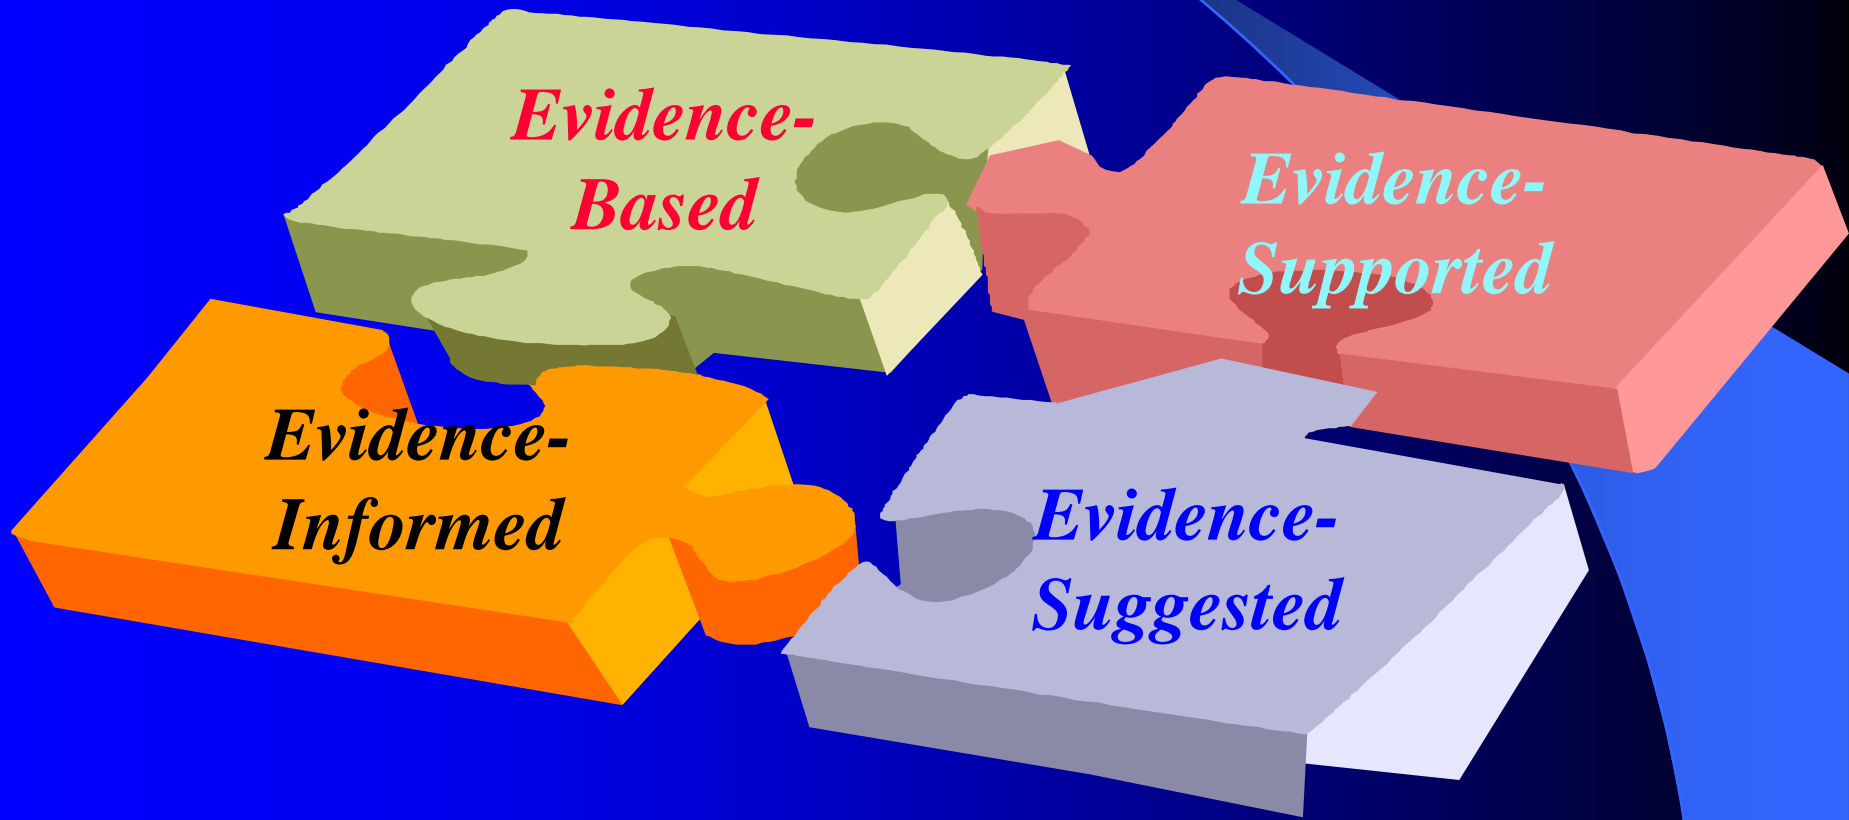 Evidence-
Based
Evidence-
Supported
Evidence-
Informed
Evidence-
Suggested